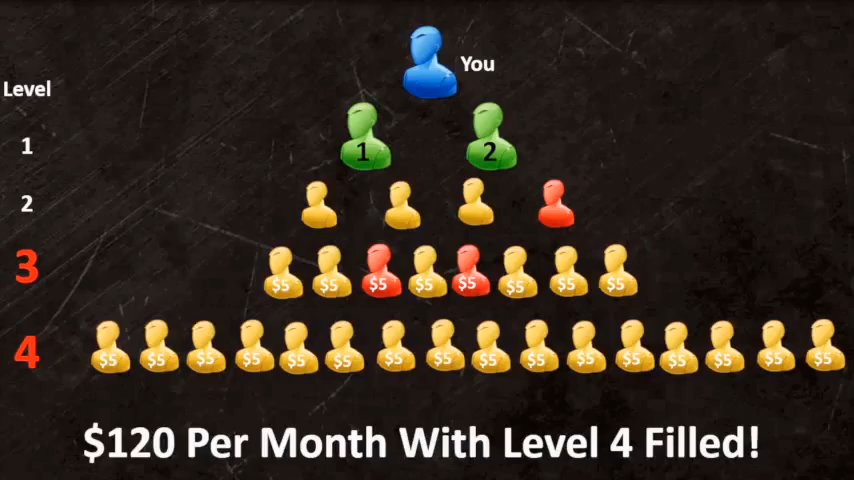 You
Level
1
1 2
2
3
$5 $5 $5 $5 $5 $5 $5 $5
4
$5 $5 $5 $5 $5 $5 $5 $5 $5 $5 $5 $5 $5 $5 $5 $5
$120 Per Month With Level 4 Filled!